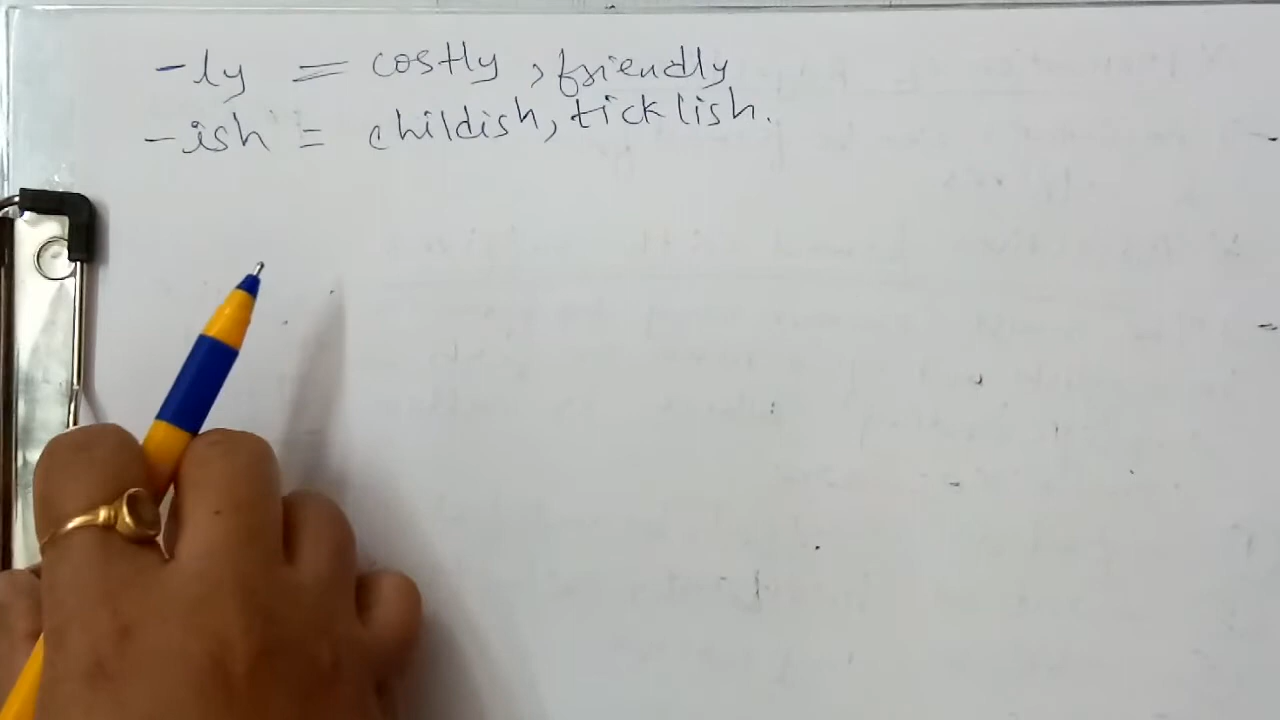 -ly = costly, friendly
-ish = childish, ticklish.